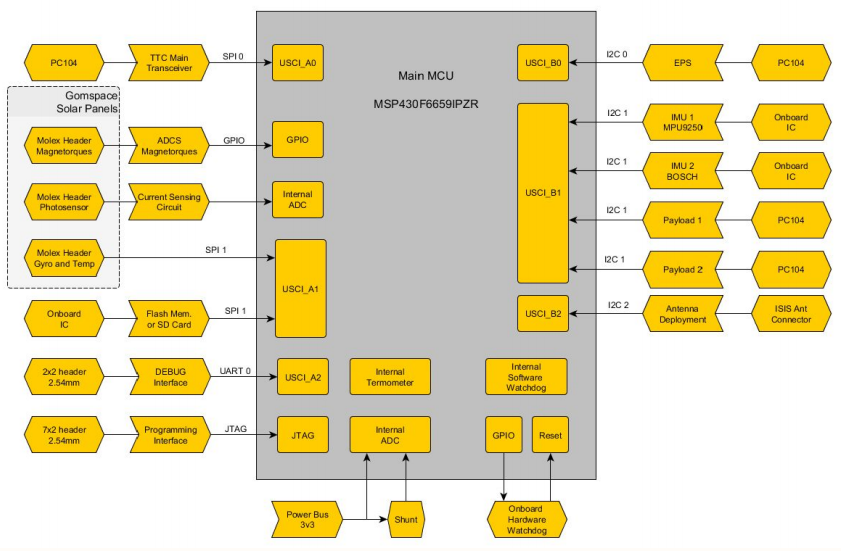 PC104
TTC Main
Transceiver
SPI 0
USCI_A0
Main MCU
MSP430F6659IPZR
USCI_B0
I2C 0
EPS
PC104
Gomspace
Solar Panels
Molex Header
Magnetorques
ADCS
Magnetorques
GPIO
GPIO
Molex Header
Photosensor
Current Sensing
Circuit
Internal
ADC
Molex Header
Gyro and Temp
SPI 1
USCI_A1
Onboard
IC
Flash Mem.
or SD Card
SPI 1
USCI_B1
I2C 1
IMU 1
MPU9250
Onboard
IC
I2C 1
IMU 2
BOSCH
Onboard
IC
I2C 1
Payload 1
PC104
I2C 1
Payload 2
PC104
USCI_B2
I2C 2
Antenna
Deployment
ISIS Ant
Connector
2x2 header
2.54mm
DEBUG
Interface
UART 0
USCI_A2
Internal
Termometer
Internal
Software
Watchdog
7x2 header
2.54mm
Programming
Interface
JTAG
JTAG
Internal
ADC
GPIO
Reset
Power Bus
3v3
Shunt
Onboard
Hardware
Watchdog